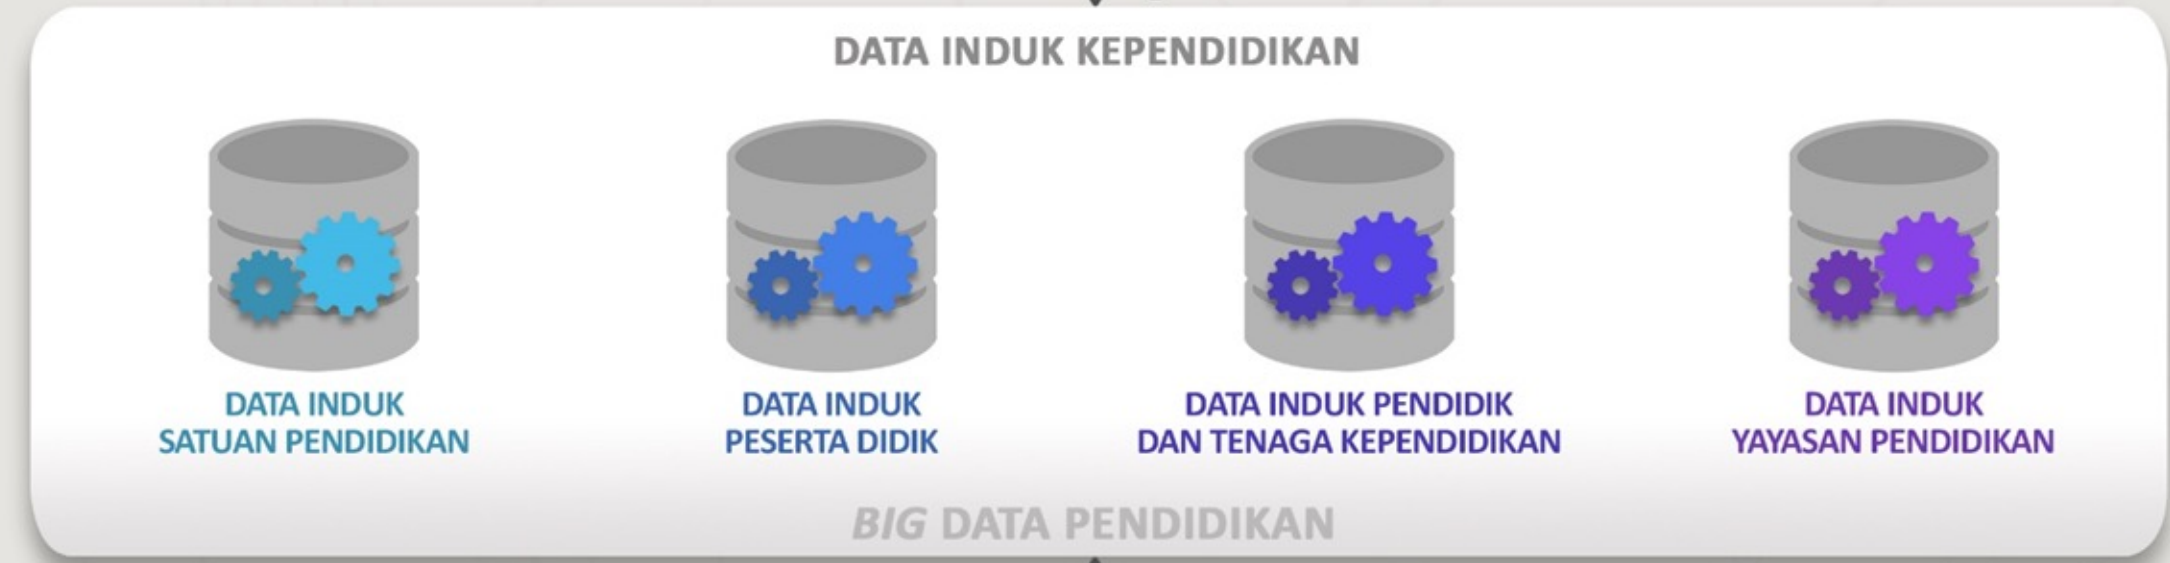 DATA INDUK KEPENDIDIKAN
DATA INDUK
SATUAN PENDIDIKAN
DATA INDUK
PESERTA DIDIK
DATA INDUK PENDIDIK
DAN TENAGA KEPENDIDIKAN
DATA INDUK
YAYASAN PENDIDIKAN
BIG DATA PENDIDIKAN